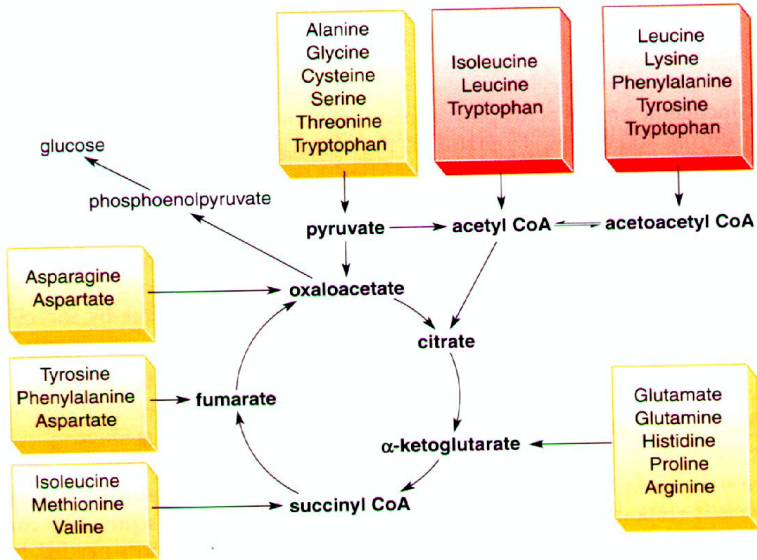 Alanine
Glycine
Cysteine
Serine
Threonine
Tryptophan
Isoleucine
Leucine
Tryptophan
Leucine
Lysine
Phenylalanine
Tyrosine
Tryptophan
glucose
phosphoenolpyruvate
pyruvate
acetyl CoA
acetoacetyl CoA
Asparagine
Aspartate
oxaloacetate
citrate
Tyrosine
Phenylalanine
Aspartate
fumarate
Glutamate
Glutamine
Histidine
Proline
Arginine
α-ketoglutarate
Isoleucine
Methionine
Valine
succinyl CoA